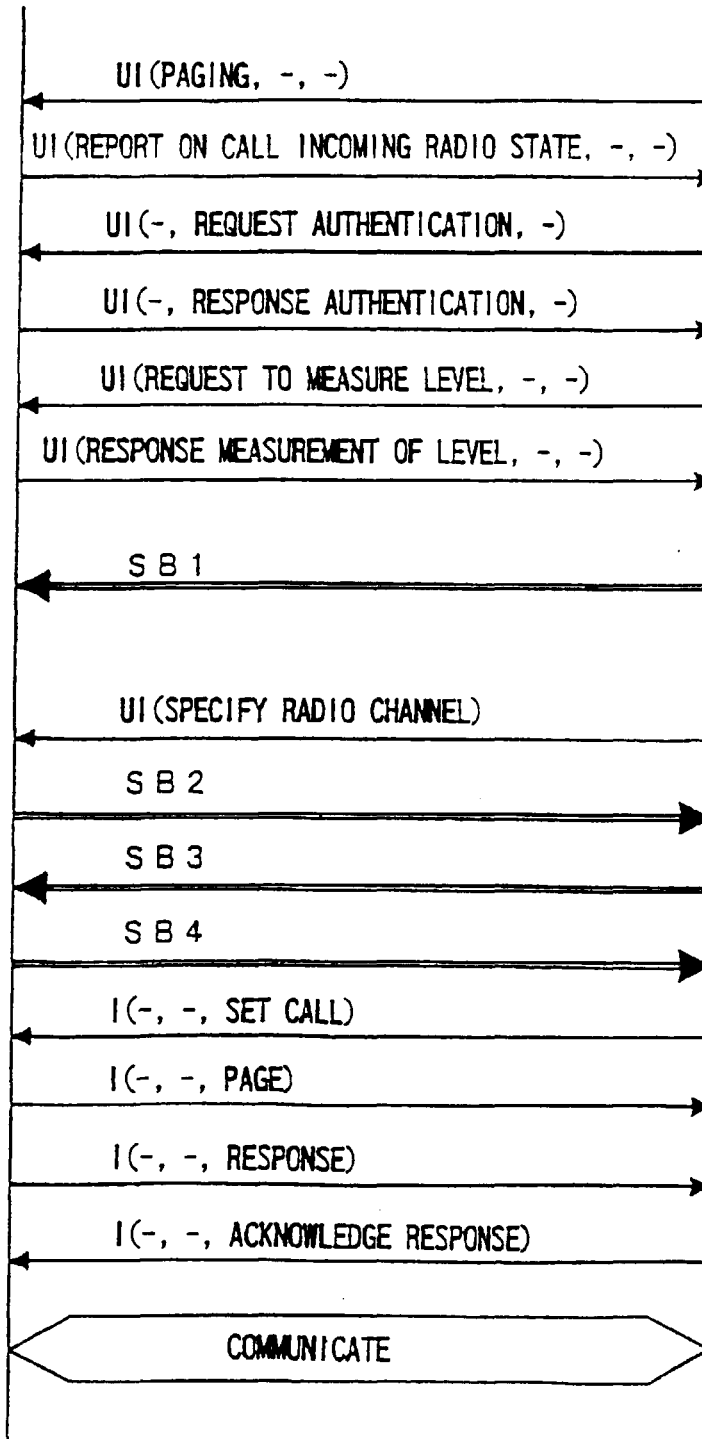 UI(PAGING, -, -)
UI(REPORT ON CALL INCOMING RADIO STATE, -, -)
UI(-, REQUEST AUTHENTICATION, -)
UI(-, RESPONSE AUTHENTICATION, -)
UI(REQUEST TO MEASURE LEVEL, -, -)
UI(RESPONSE MEASUREMENT OF LEVEL, -, -)
SB1
UI(SPECIFY RADIO CHANNEL)
SB2
SB3
SB4
I(-, -, SET CALL)
I(-, -, PAGE)
I(-, -, RESPONSE)
I(-, -, ACKNOWLEDGE RESPONSE)
COMMUNICATE